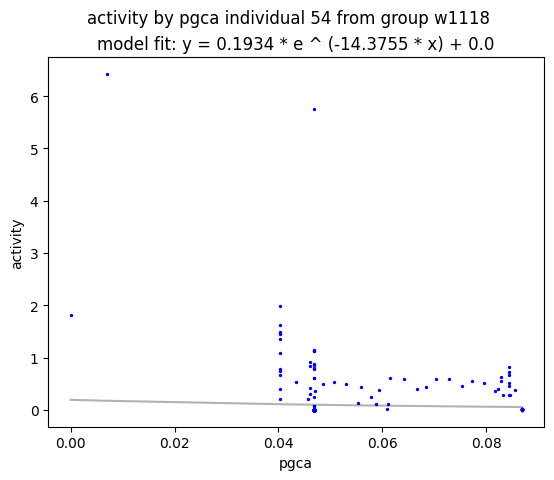 activity by pgca individual 54 from group w1118
model fit: y = 0.1934 * e ^ (-14.3755 * x) + 0.0
6
5
4
3
2
1
0
activity
0.00 0.02 0.04 0.06 0.08
pgca